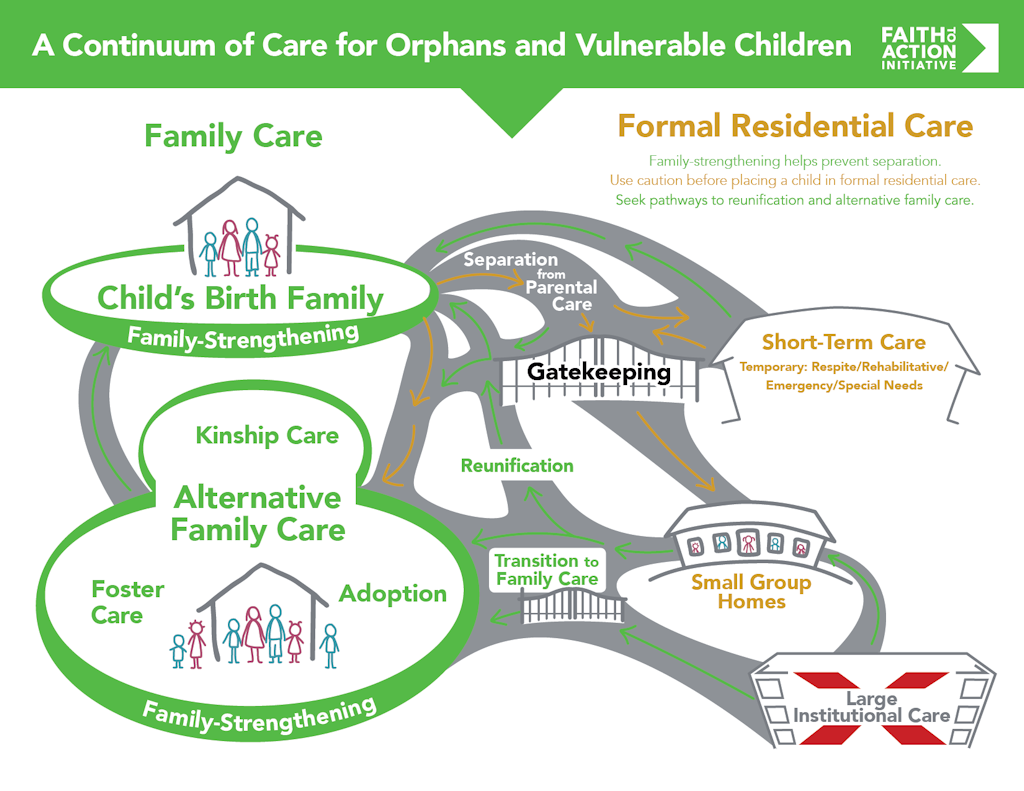 A Continuum of Care for Orphans and Vulnerable Children
FAITH TO
ACTION
INITIATIVE
Family Care
Formal Residential Care
Family-strengthening helps prevent separation.
Use caution before placing a child in formal residential care.
Seek pathways to reunification and alternative family care.
Child's Birth Family
Family-Strengthening
Separation
from
Parental
Care
Gatekeeping
Short-Term Care
Temporary: Respite/Rehabilitative/
Emergency/Special Needs
Kinship Care
Alternative
Family Care
Foster
Care
Adoption
Family-Strengthening
Reunification
Transition to
Family Care
Small Group
Homes
Large
Institutional Care